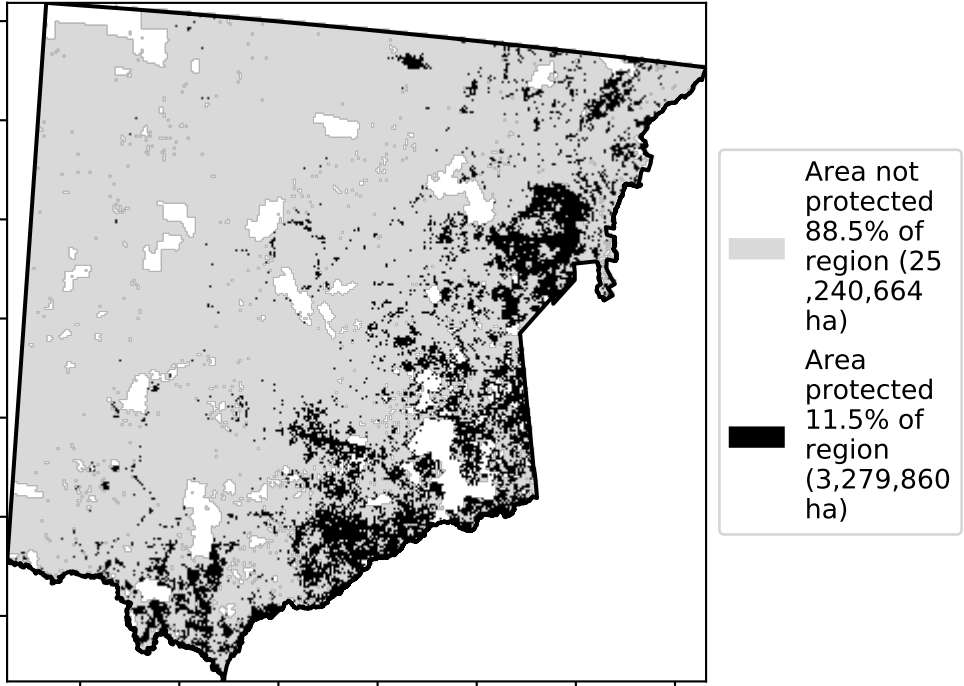 Area not
protected
88.5% of
region (25
,240,664
ha)
Area
protected
11.5% of
region
(3,279,860
ha)